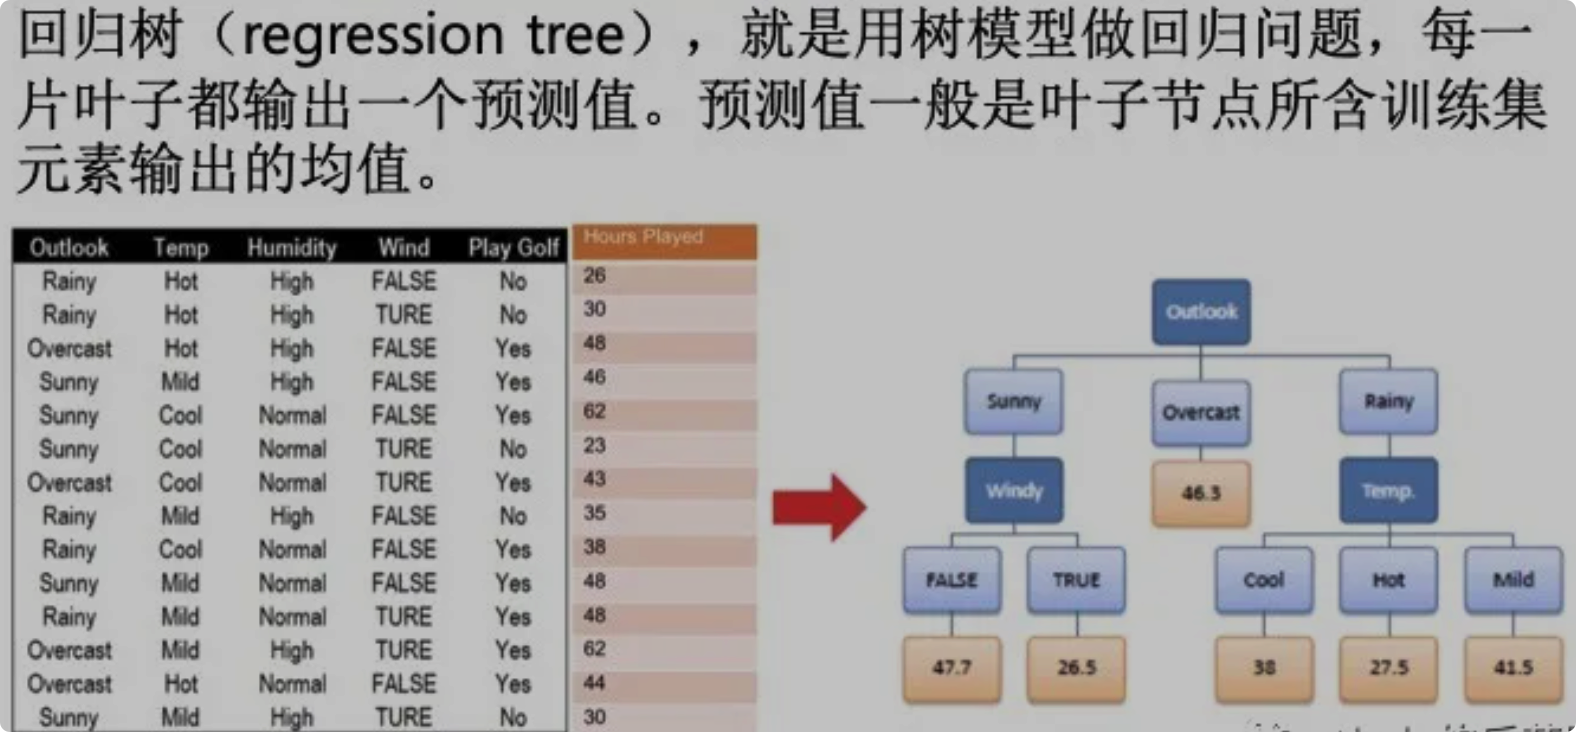 回归树（regression tree），就是用树模型做回归问题，每一
片叶子都输出一个预测值。预测值一般是叶子节点所含训练集
元素输出的均值。
Outlook Temp Humidity Wind Play Golf Hours Played
Rainy Hot High FALSE No 26
Rainy Hot High TURE No 30
Overcast Hot High FALSE Yes 48
Sunny Mild High FALSE Yes 46
Sunny Cool Normal FALSE Yes 62
Sunny Cool Normal TURE No 23
Overcast Cool Normal TURE Yes 43
Rainy Mild High FALSE No 35
Rainy Cool Normal FALSE Yes 38
Sunny Mild Normal FALSE Yes 48
Rainy Mild Normal TURE Yes 48
Overcast Mild High TURE Yes 62
Overcast Hot Normal FALSE Yes 44
Sunny Mild High TURE No 30
Outlook
Sunny Overcast Rainy
Windy 46.3 Temp.
FALSE TRUE Cool Hot Mild
47.7 26.5 38 27.5 41.5